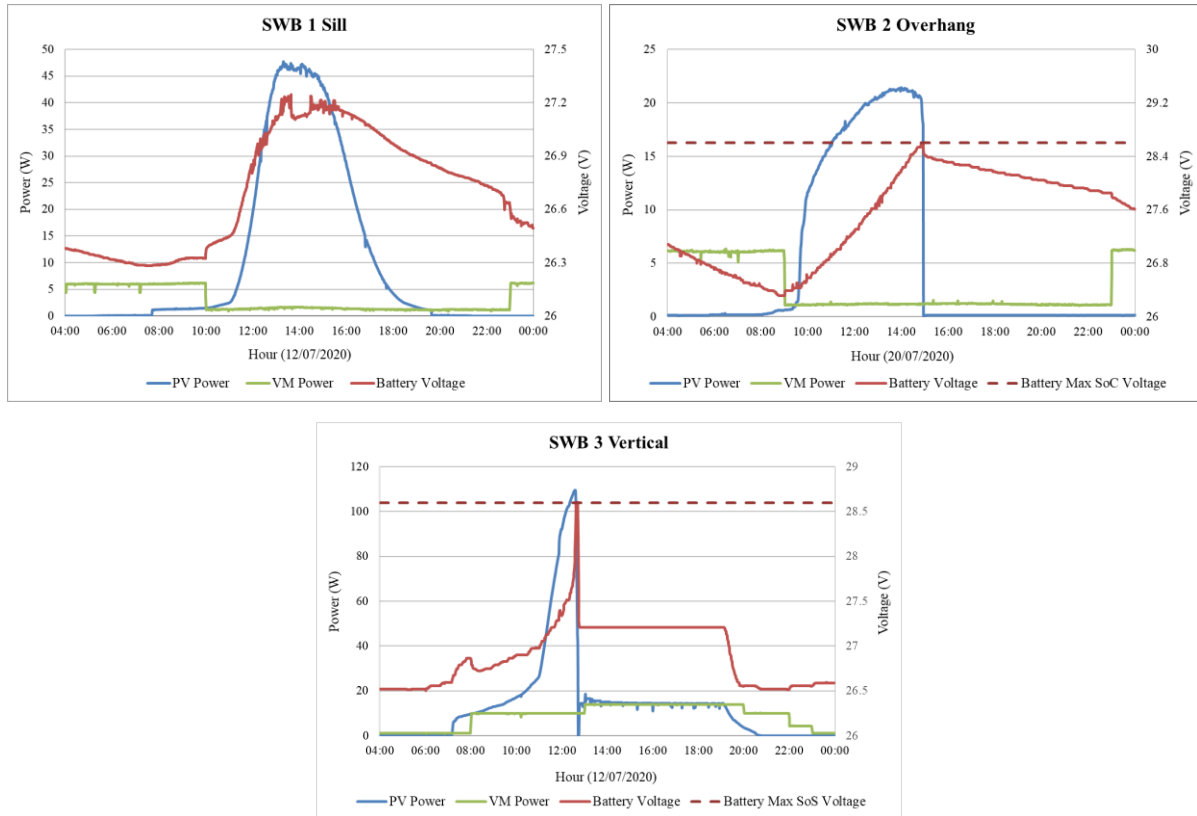 SWB 1 Sill
50
45
40
35
30
25
20
15
10
5
0
Power (W)
27.5
27.2
26.9
26.6
26.3
26
Voltage (V)
04:00 06:00 08:00 10:00 12:00 14:00 16:00 18:00 20:00 22:00 00:00
Hour (12/07/2020)
PV Power VM Power Battery Voltage
SWB 2 Overhang
25
20
15
10
5
0
Power (W)
30
29.2
28.4
27.6
26.8
26
Voltage (V)
04:00 06:00 08:00 10:00 12:00 14:00 16:00 18:00 20:00 22:00 00:00
Hour (20/07/2020)
PV Power VM Power Battery Voltage Battery Max SoC Voltage
SWB 3 Vertical
120
100
80
60
40
20
0
Power (W)
29
28.5
28
27.5
27
26.5
26
Voltage (V)
04:00 06:00 08:00 10:00 12:00 14:00 16:00 18:00 20:00 22:00 00:00
Hour (12/07/2020)
PV Power VM Power Battery Voltage Battery Max SoS Voltage